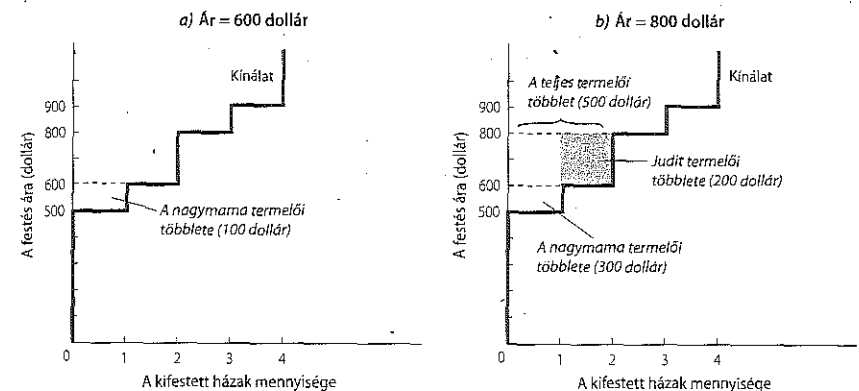 a) Ár = 600 dollár
A festés ára (dollár)
900
800
600
500
Kínálat
A nagymama termelői
többlete (100 dollár)
0
1
2
3
4
A kifestett házak mennyisége
b) Ár = 800 dollár
A festés ára (dollár)
900
800
600
500
A teljes termelői
többlet (500 dollár)
Kínálat
Judit termelői
többlete (200 dollár)
A nagymama termelői
többlete (300 dollár)
0
1
2
3
4
A kifestett házak mennyisége